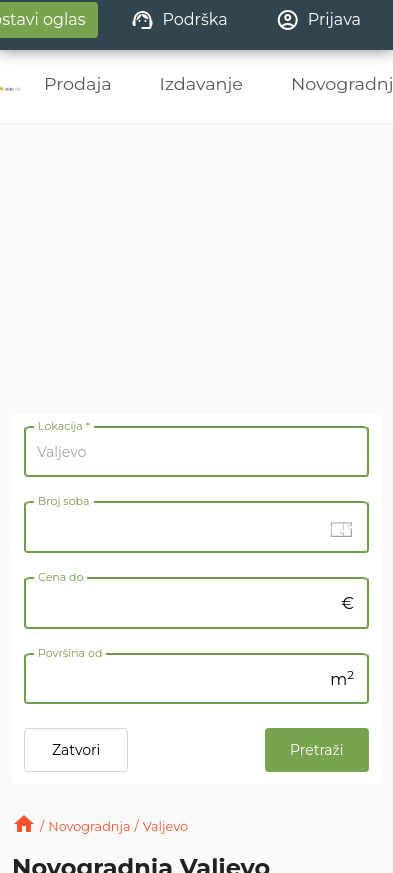 ostavi oglas Podrška Prijava
Prodaja Izdavanje Novogradnj
Lokacija *
Valjevo
Broj soba
Cena do
€
Površina od
m²
Zatvori Pretraži
/ Novogradnja / Valjevo
Novogradnja Valjevo